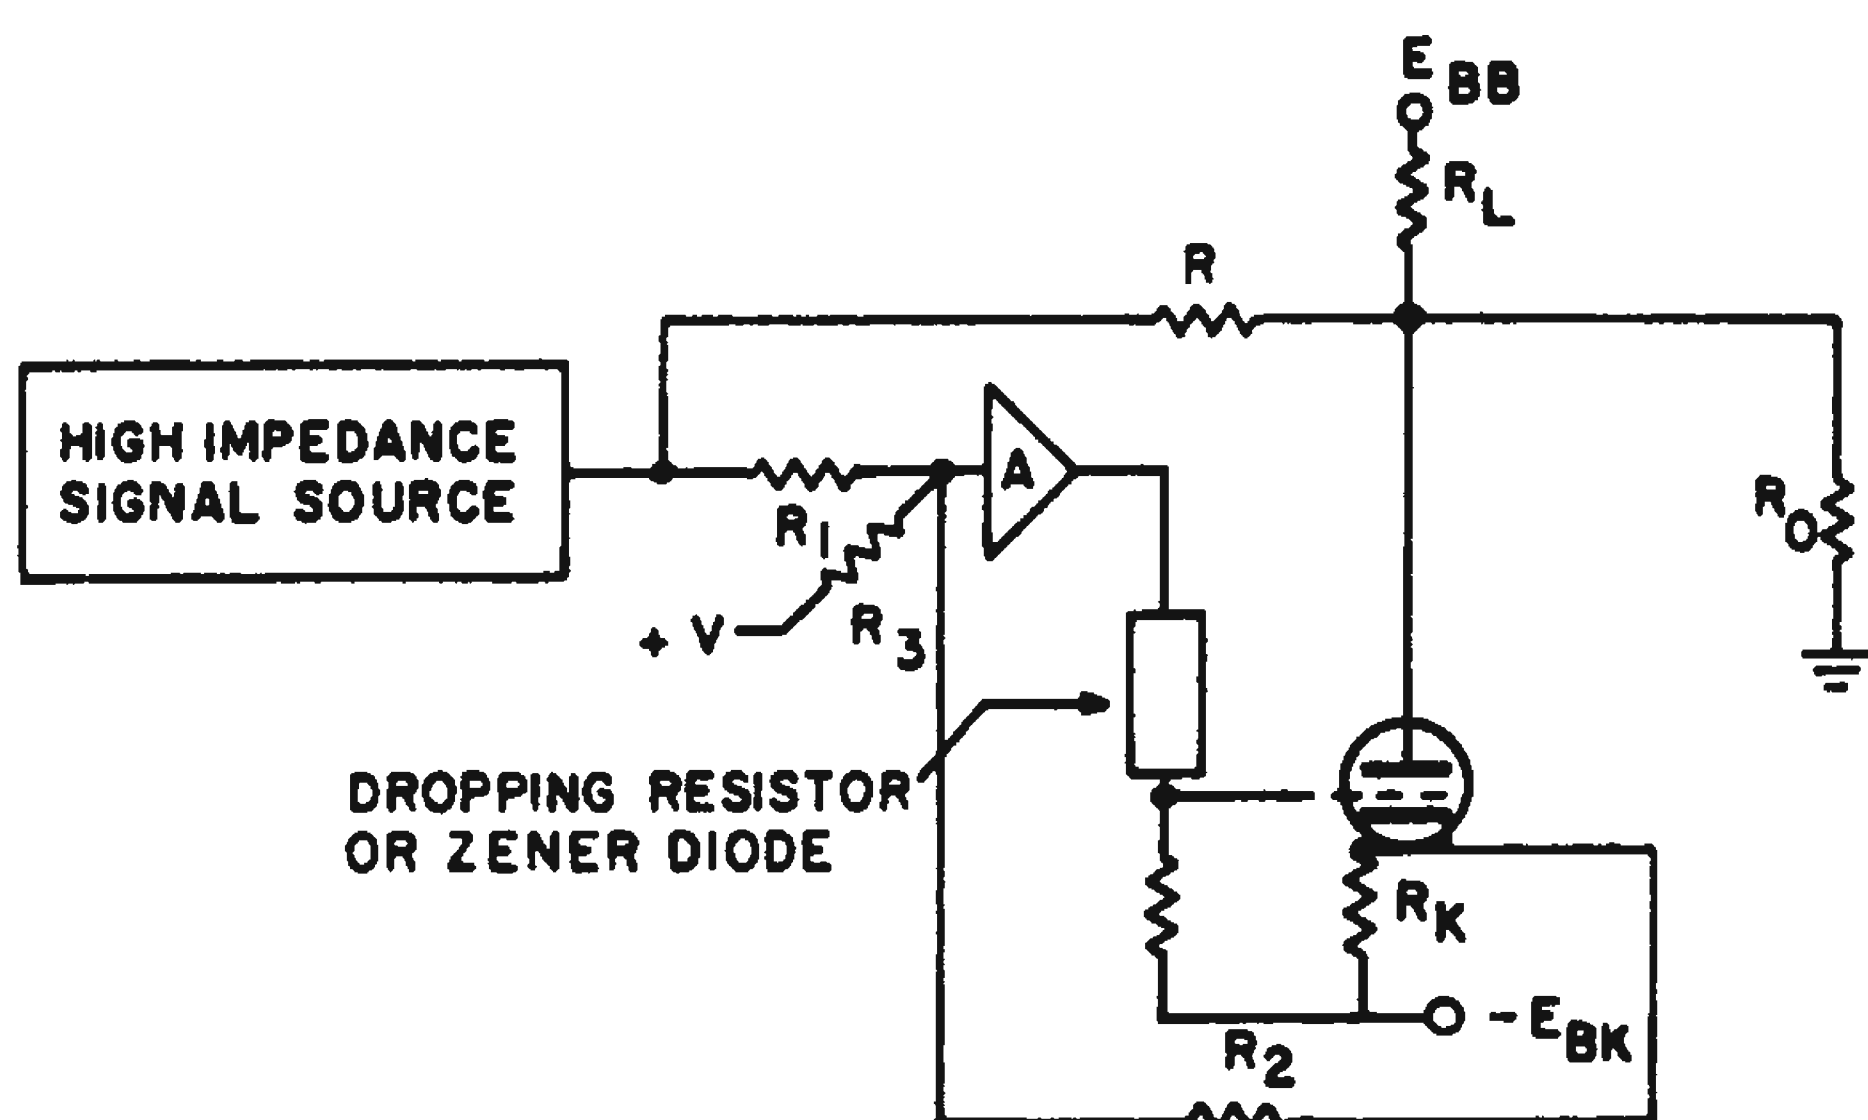 E BB
R L
R
HIGH IMPEDANCE
SIGNAL SOURCE
A
R 1
R O
+ V
R 3
DROPPING RESISTOR
OR ZENER DIODE
R K
- E BK
R 2